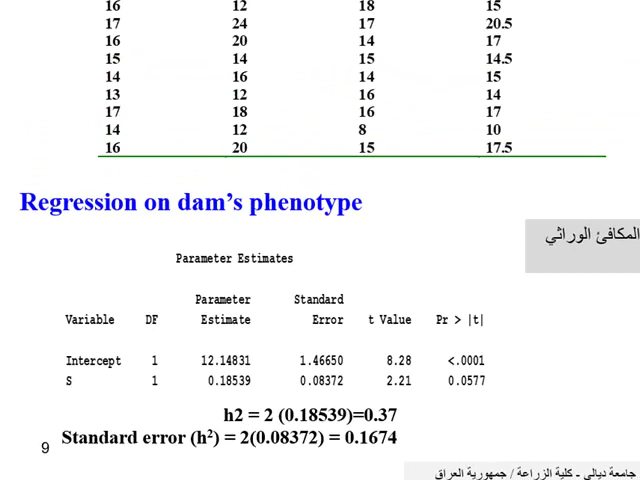 16 12 18 15
17 24 17 20.5
16 20 14 17
15 14 15 14.5
14 16 14 15
13 12 16 14
17 18 16 17
14 12 8 10
16 20 15 17.5
Regression on dam’s phenotype
المكافئ الوراثي
Parameter Estimates
Parameter Standard
Variable DF Estimate Error t Value Pr > |t|
Intercept 1 12.14831 1.46650 8.28 <.0001
S 1 0.18539 0.08372 2.21 0.0577
h2 = 2 (0.18539)=0.37
Standard error (h²) = 2(0.08372) = 0.1674
9
جامعة ديالى - كلية الزراعة / جمهورية العراق